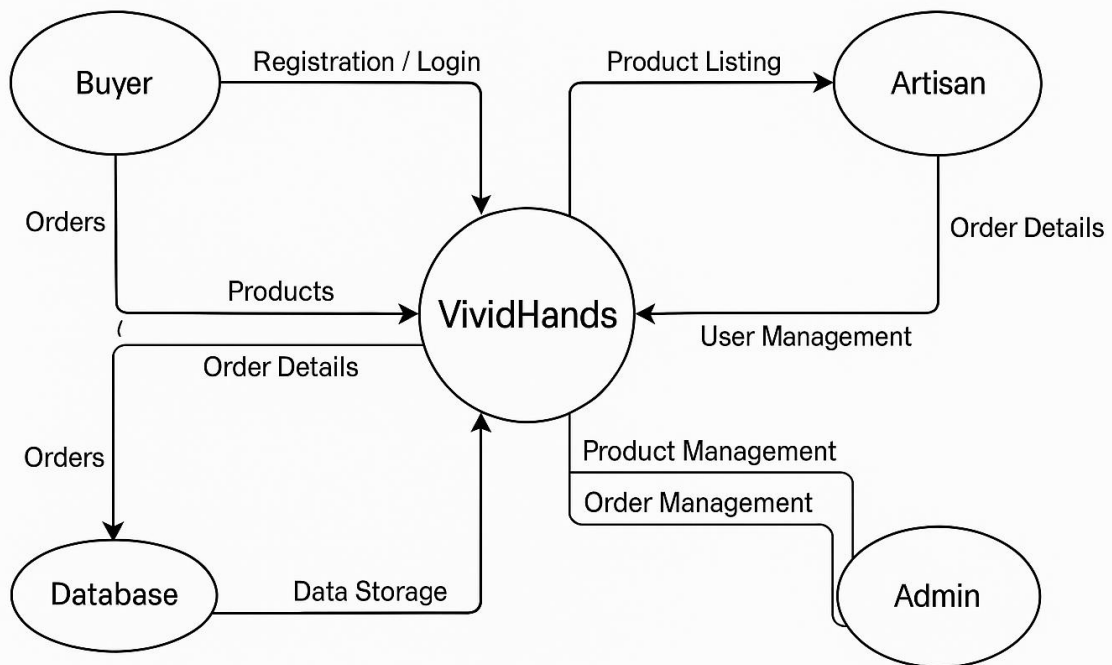 Buyer
Registration / Login
Product Listing
Artisan
Orders
Order Details
Products
VividHands
User Management
(
Order Details
Orders
Product Management
Order Management
Database
Data Storage
Admin